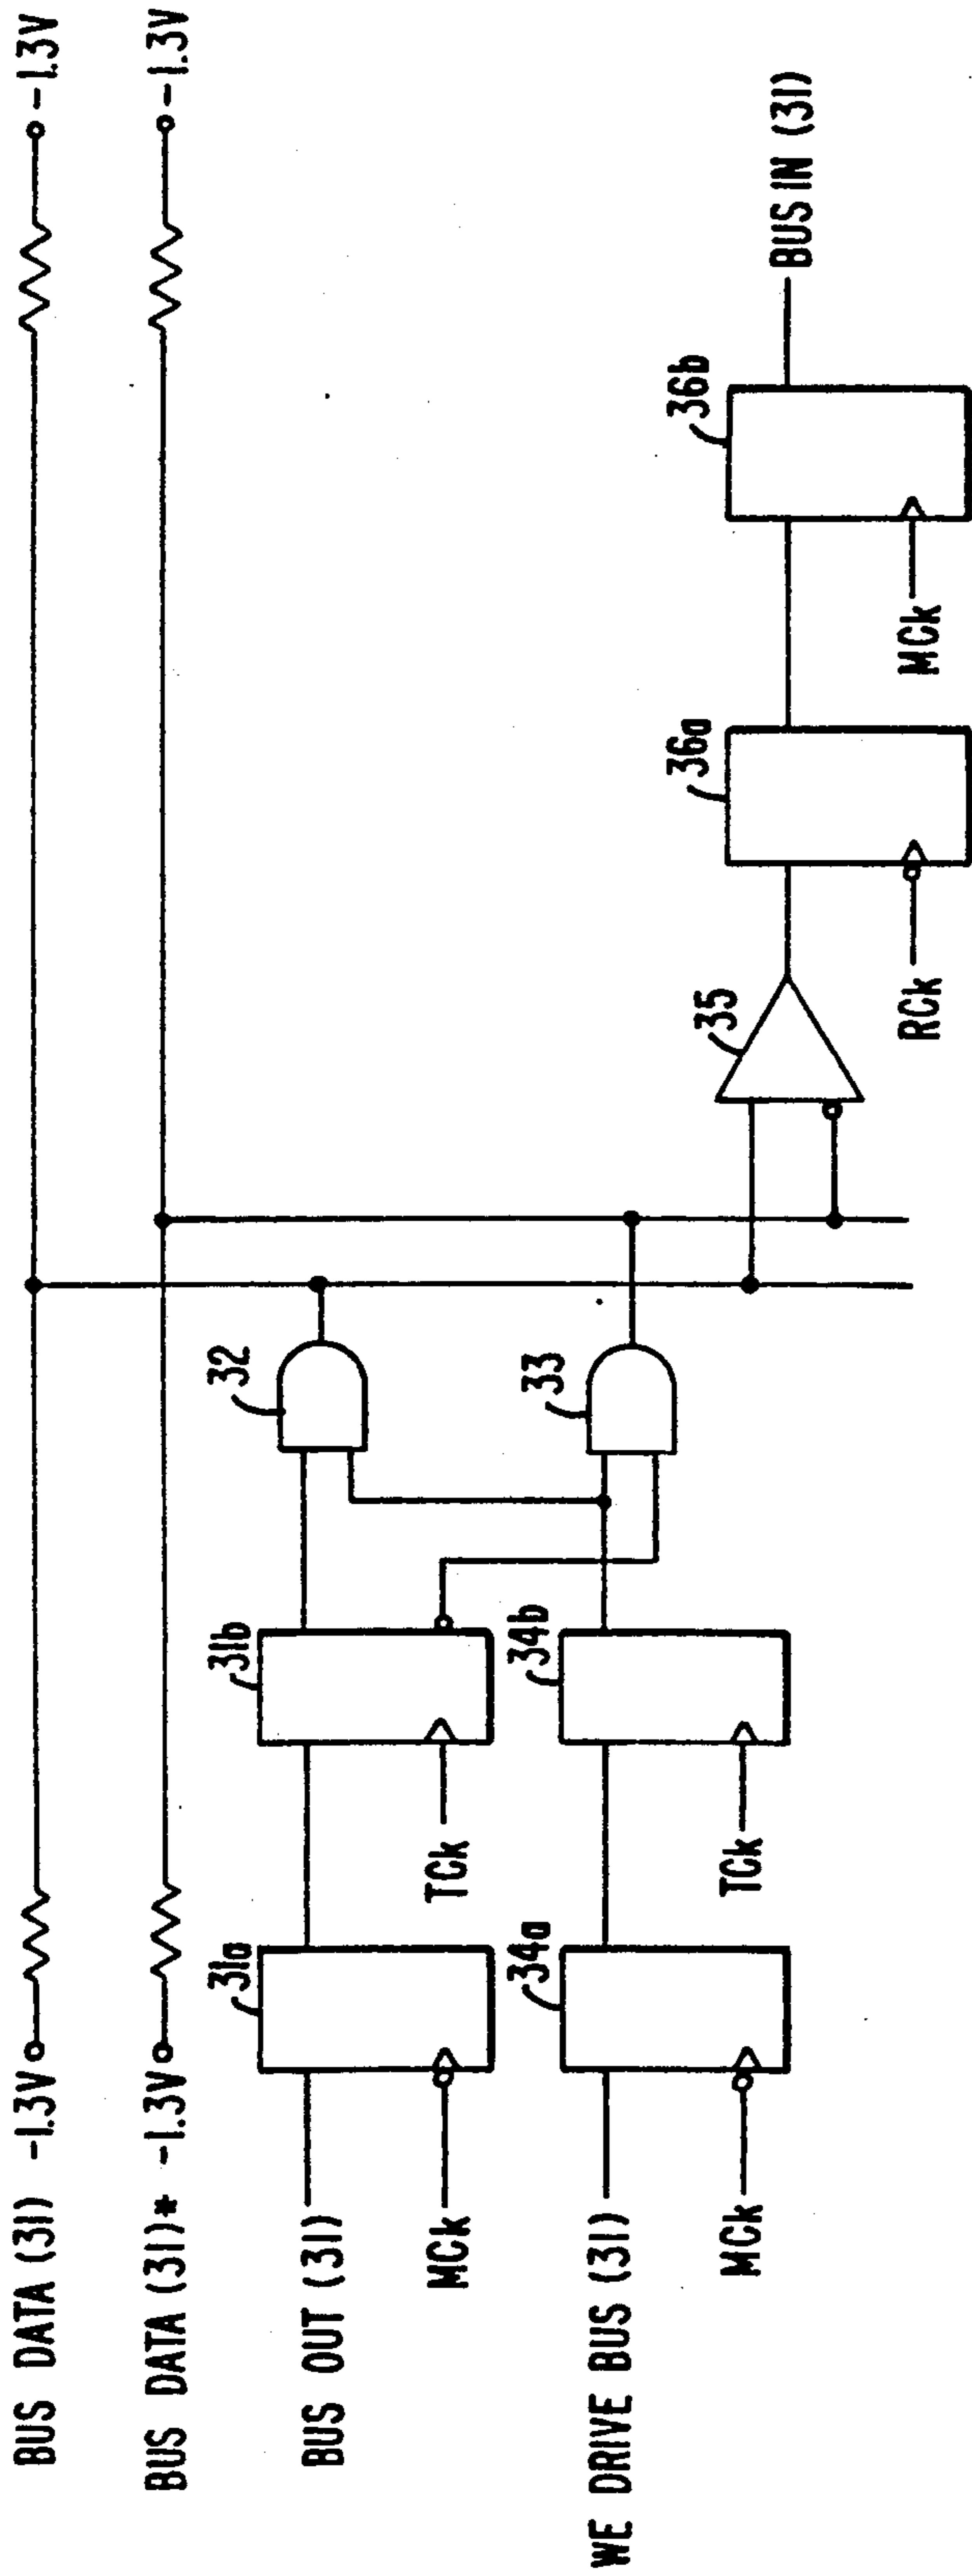 BUS DATA (31) -1.3V -1.3V
BUS DATA (31)* -1.3V -1.3V
BUS OUT (31)
31a
31b
32
MCk
TCk
WE DRIVE BUS (31)
34a
34b
33
MCk
TCk
35
36a
36b
BUS IN (31)
RCk
MCk